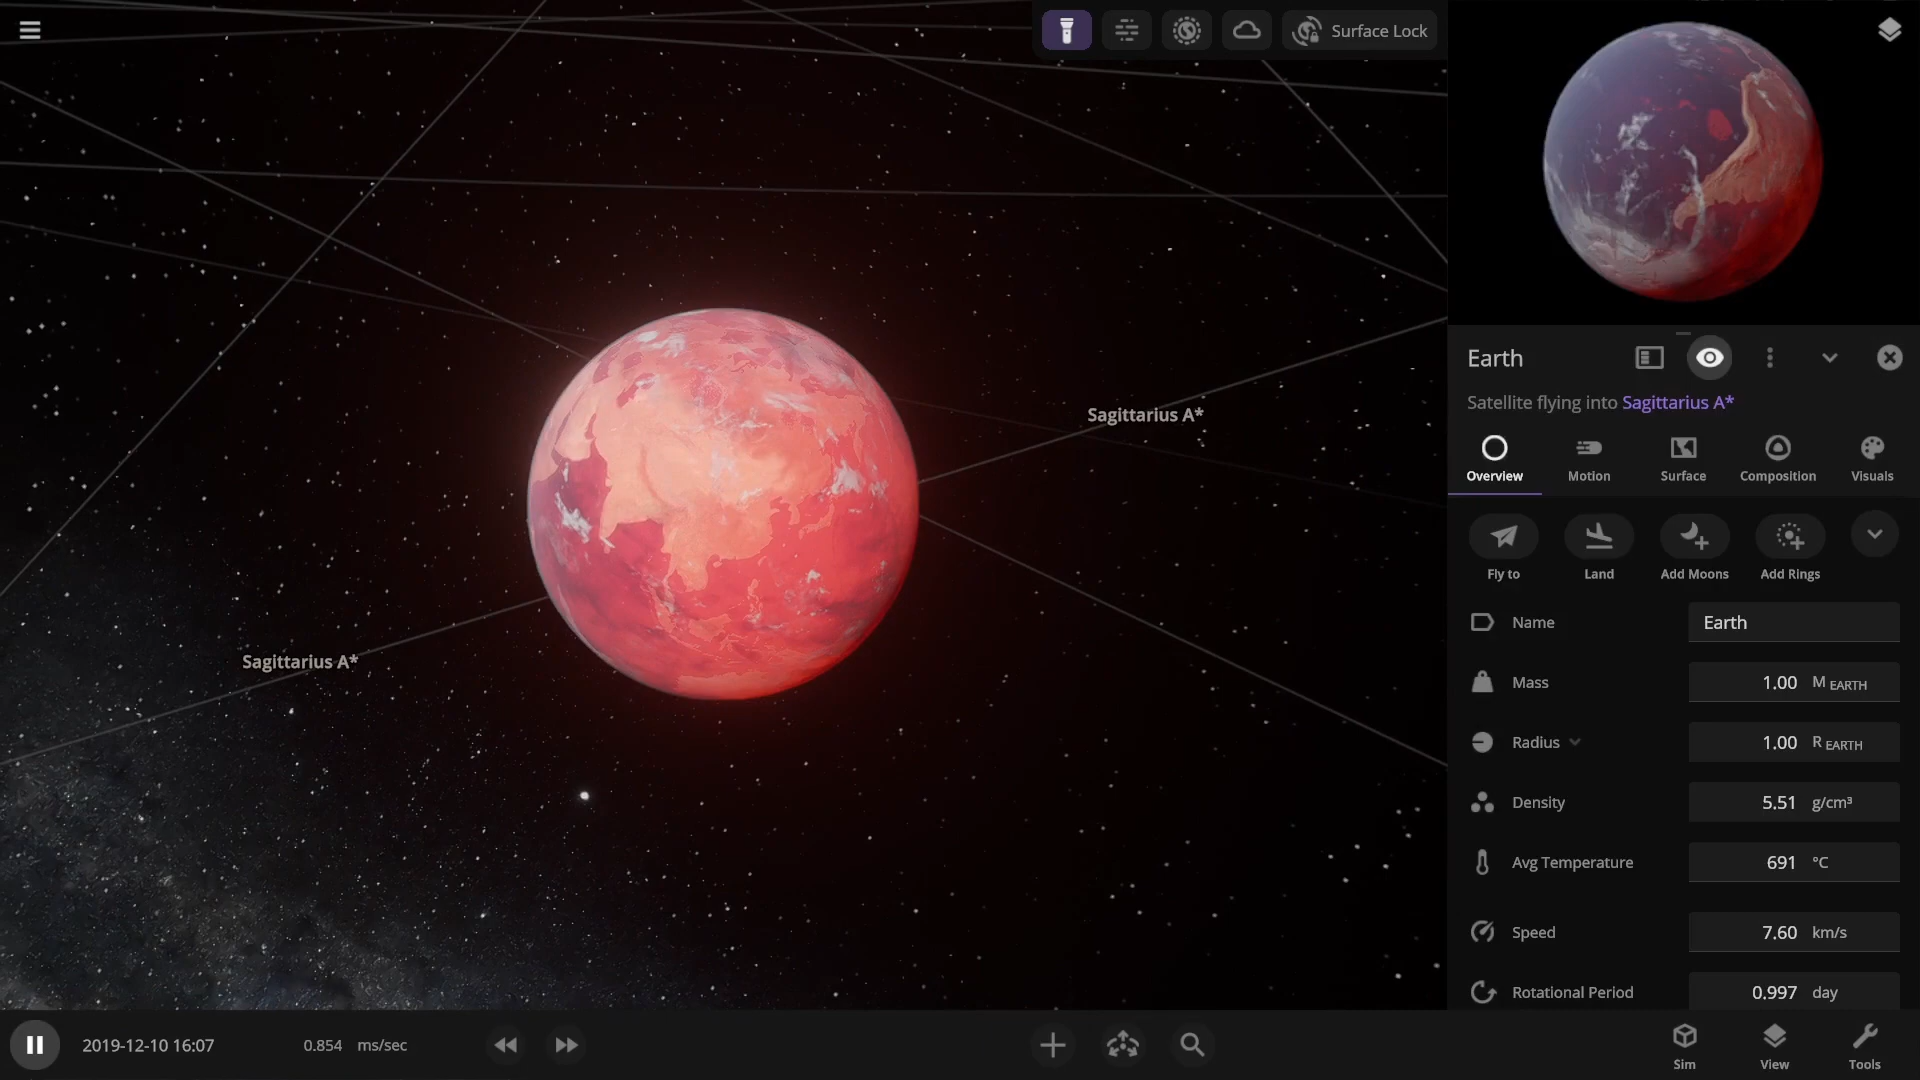 Surface Lock
Sagittarius A*
Sagittarius A*
Earth
Satellite flying into Sagittarius A*
Overview
Motion
Surface
Composition
Visuals
Fly to
Land
Add Moons
Add Rings
Name Earth
Mass 1.00 M EARTH
Radius 1.00 R EARTH
Density 5.51 g/cm³
Avg Temperature 691 °C
Speed 7.60 km/s
Rotational Period 0.997 day
2019-12-10 16:07
0.854 ms/sec
Sim
View
Tools